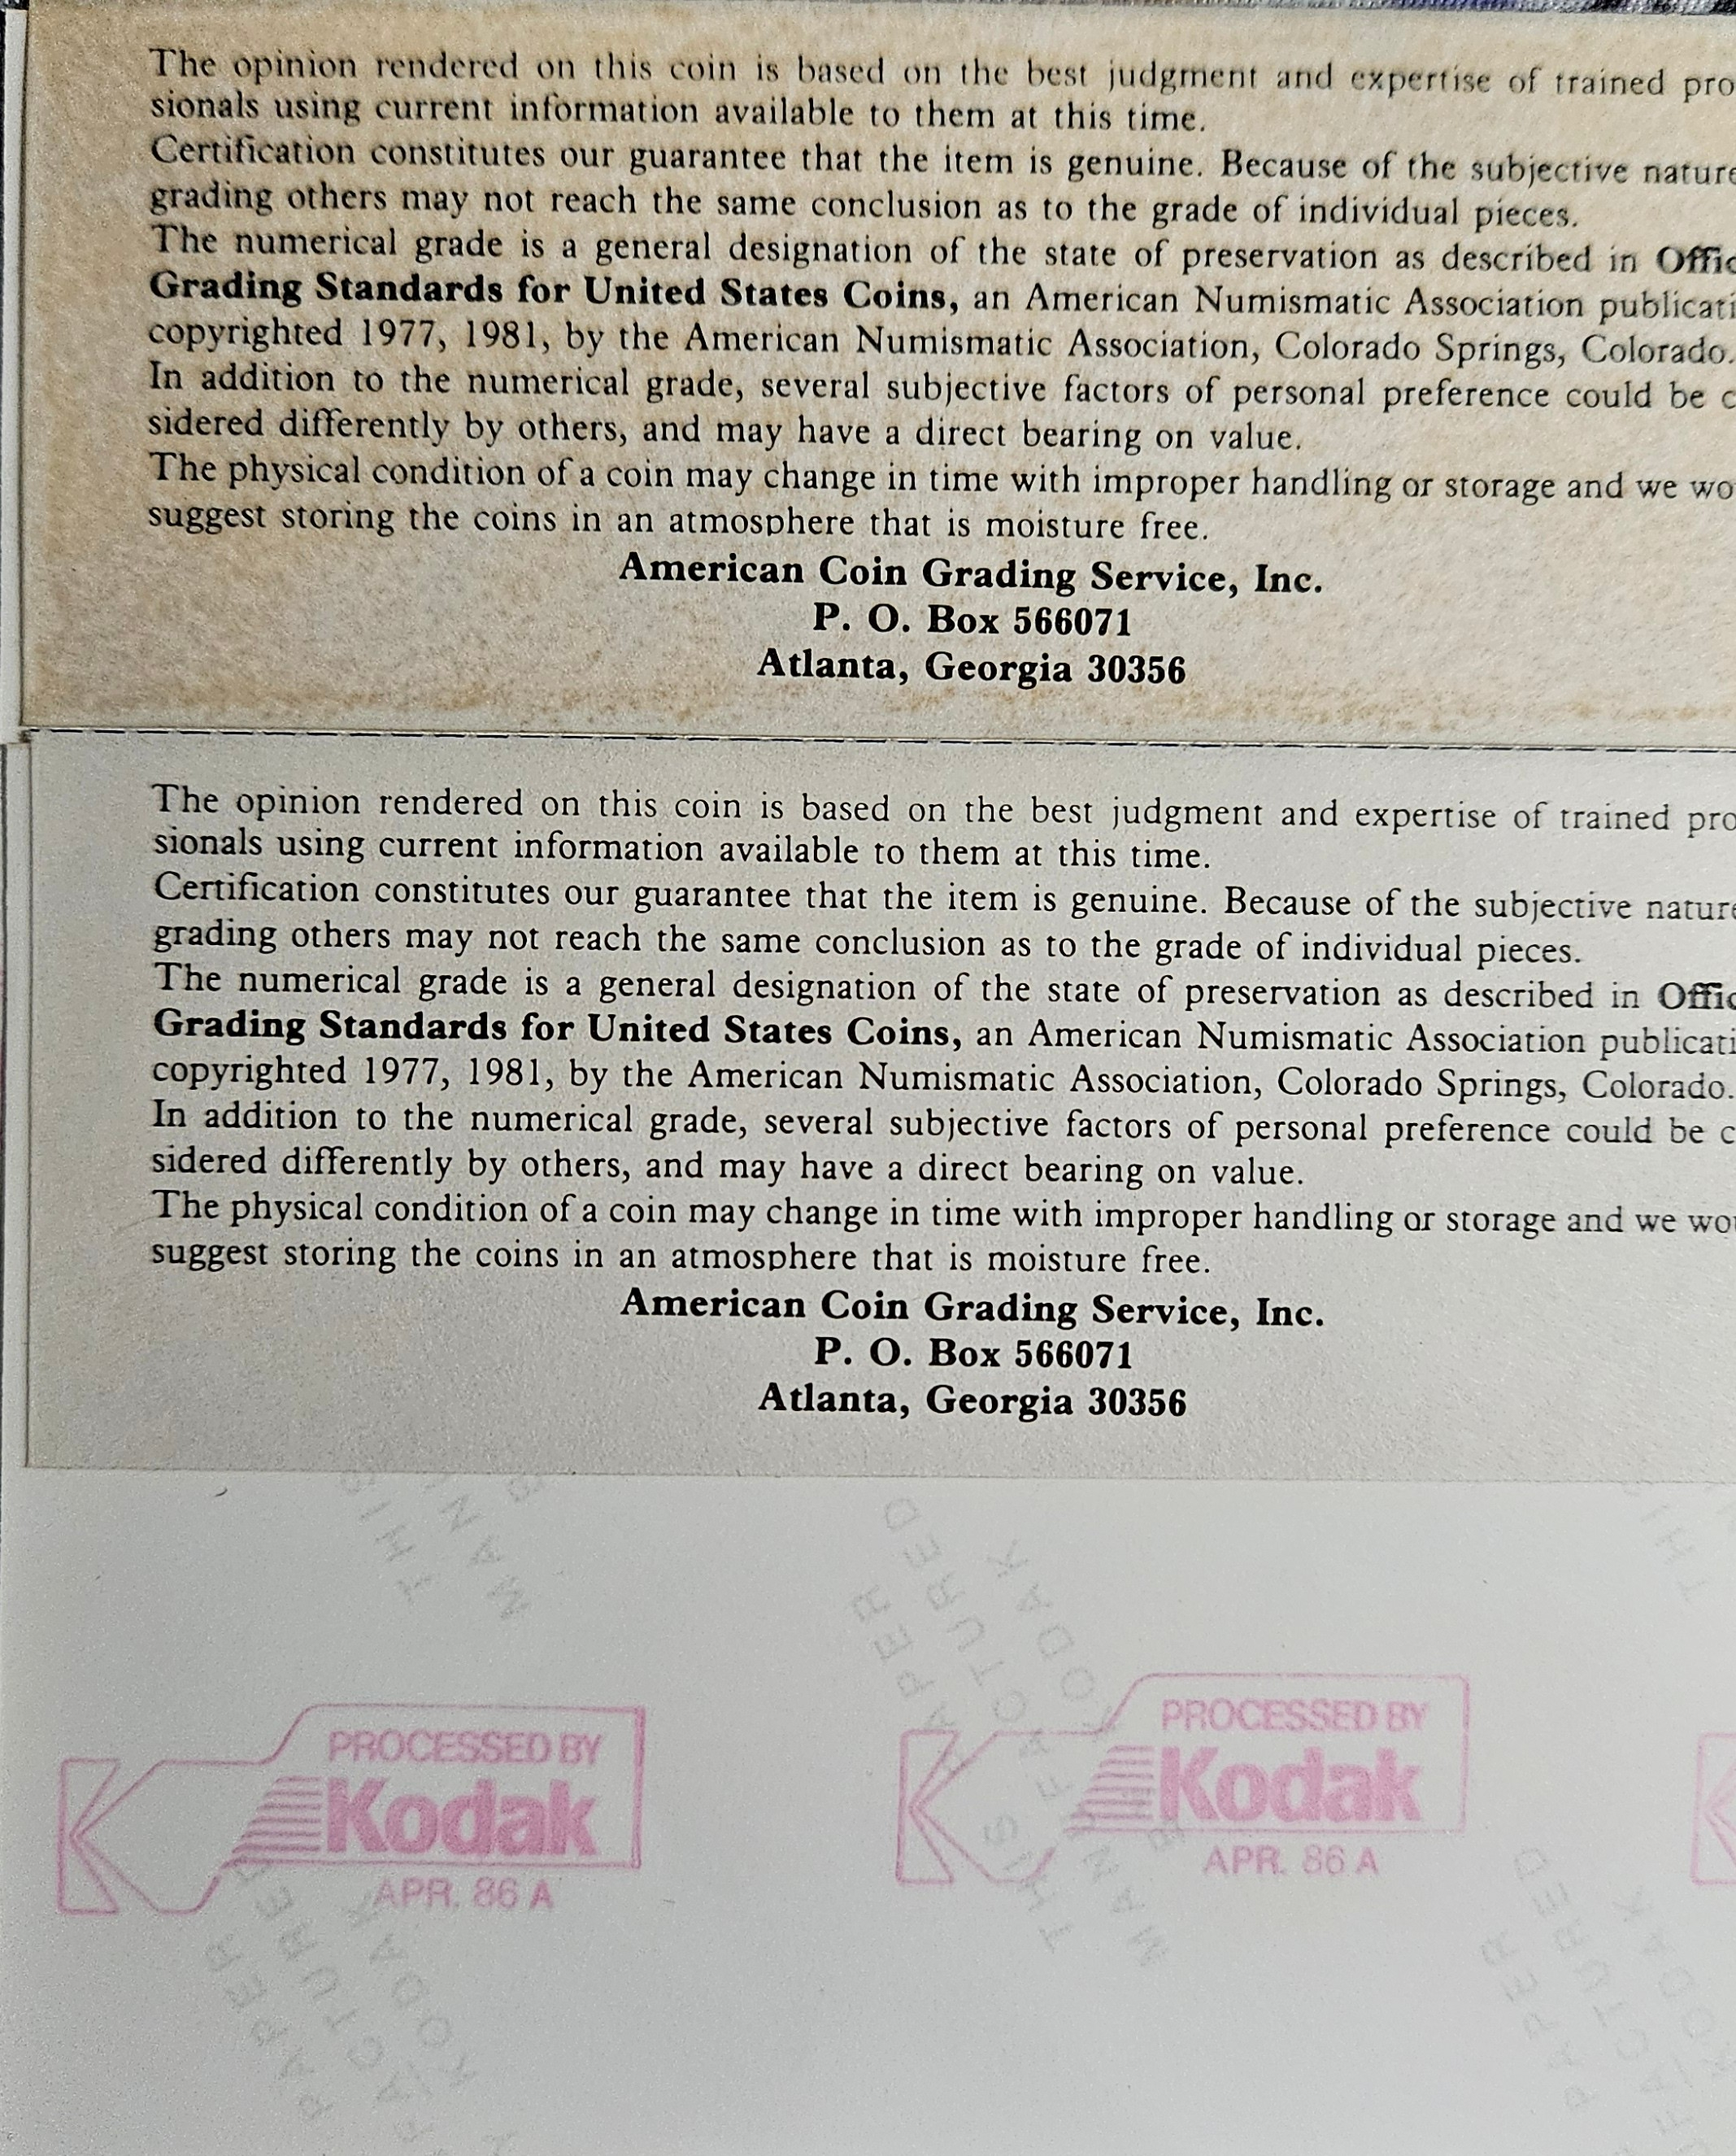 The opinion rendered on this coin is based on the best judgment and expertise of trained pro
sionals using current information available to them at this time.
Certification constitutes our guarantee that the item is genuine. Because of the subjective nature
grading others may not reach the same conclusion as to the grade of individual pieces.
The numerical grade is a general designation of the state of preservation as described in Offic
Grading Standards for United States Coins, an American Numismatic Association publicati
copyrighted 1977, 1981, by the American Numismatic Association, Colorado Springs, Colorado.
In addition to the numerical grade, several subjective factors of personal preference could be c
sidered differently by others, and may have a direct bearing on value.
The physical condition of a coin may change in time with improper handling or storage and we wo
suggest storing the coins in an atmosphere that is moisture free.
American Coin Grading Service, Inc.
P. O. Box 566071
Atlanta, Georgia 30356
The opinion rendered on this coin is based on the best judgment and expertise of trained pro
sionals using current information available to them at this time.
Certification constitutes our guarantee that the item is genuine. Because of the subjective nature
grading others may not reach the same conclusion as to the grade of individual pieces.
The numerical grade is a general designation of the state of preservation as described in Offic
Grading Standards for United States Coins, an American Numismatic Association publicati
copyrighted 1977, 1981, by the American Numismatic Association, Colorado Springs, Colorado.
In addition to the numerical grade, several subjective factors of personal preference could be c
sidered differently by others, and may have a direct bearing on value.
The physical condition of a coin may change in time with improper handling or storage and we wou
suggest storing the coins in an atmosphere that is moisture free.
American Coin Grading Service, Inc.
P. O. Box 566071
Atlanta, Georgia 30356
PROCESSED BY
Kodak
APR. 86 A
PROCESSED BY
Kodak
APR. 86 A